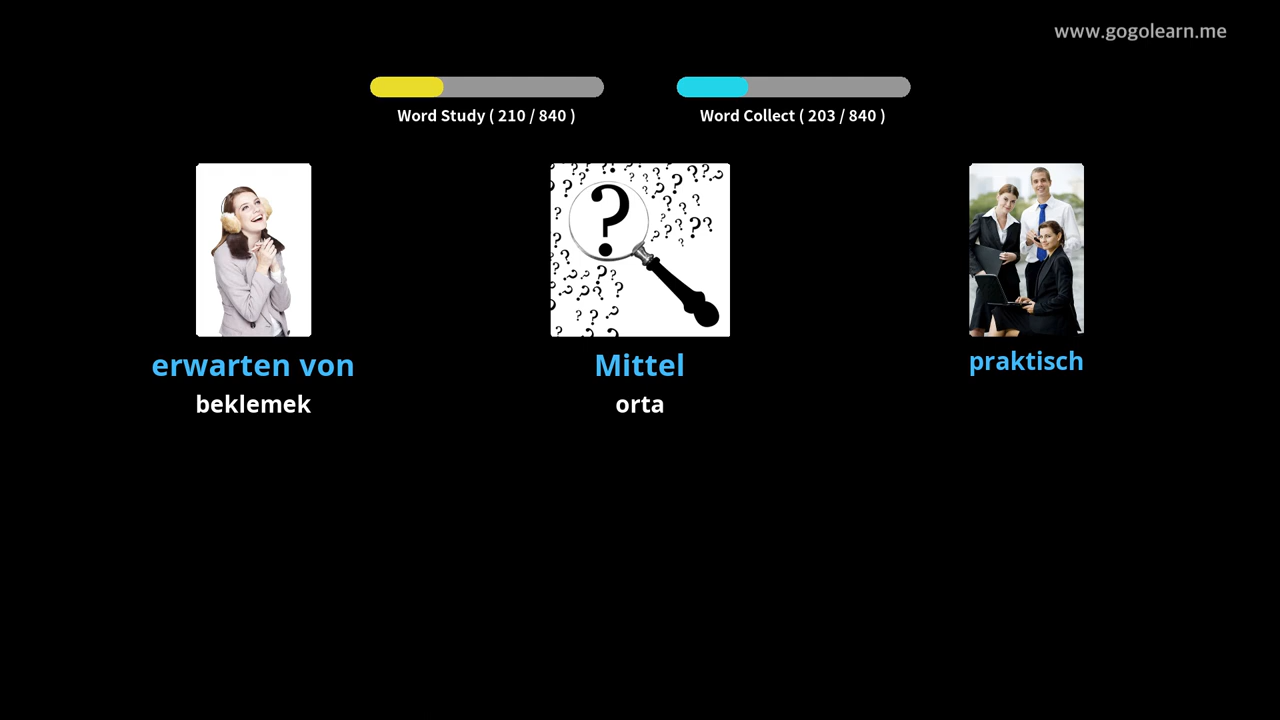 www.gogolearn.me
Word Study ( 210 / 840 )
Word Collect ( 203 / 840 )
erwarten von
beklemek
Mittel
orta
praktisch